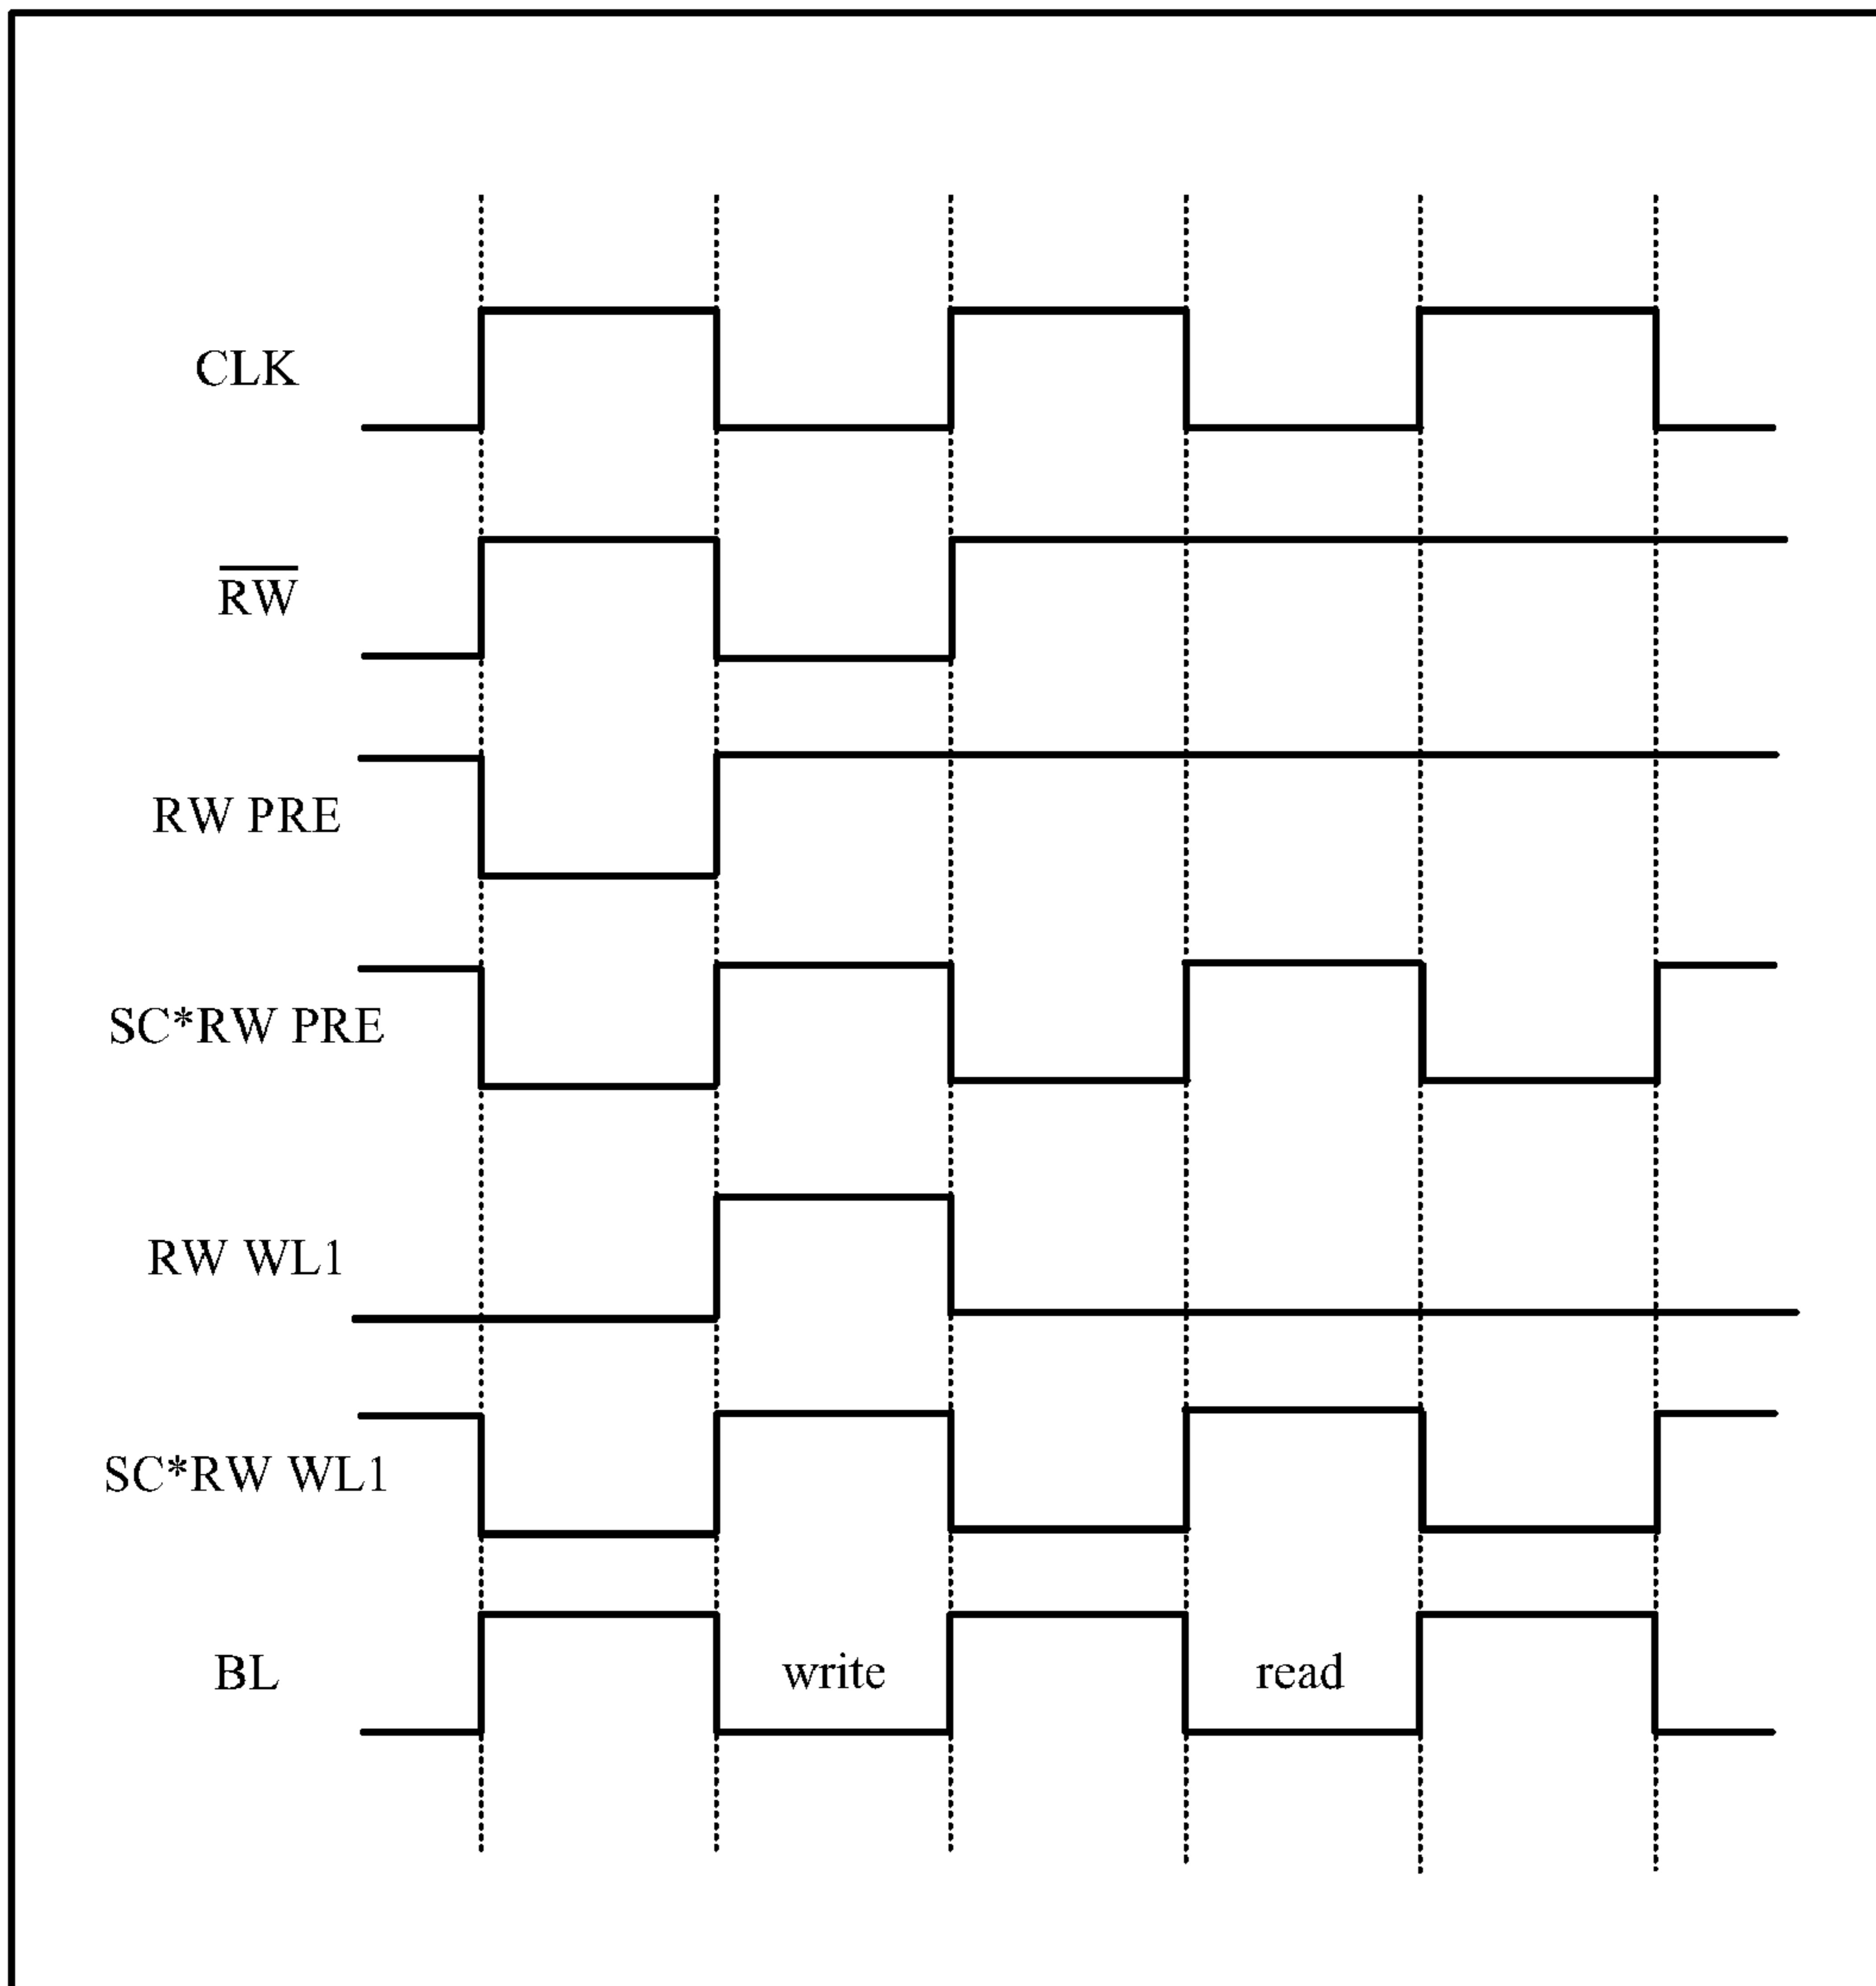 CLK
RW
RW PRE
SC*RW PRE
RW WL1
SC*RW WL1
BL
write
read